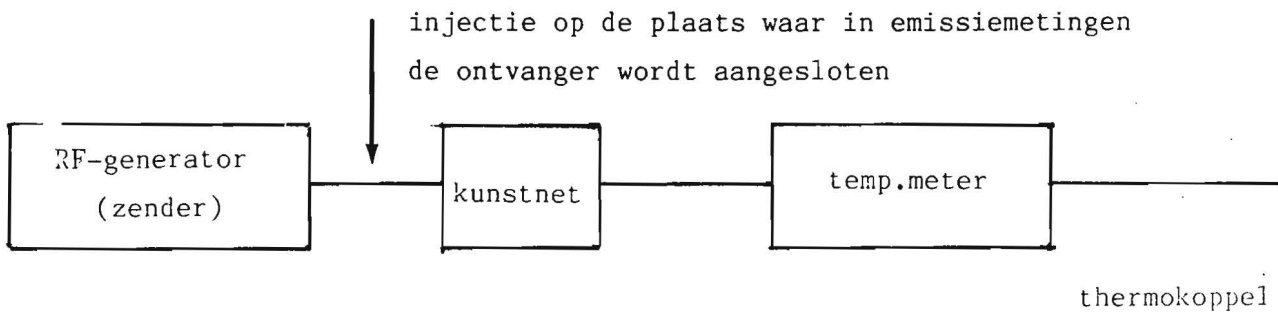 injectie op de plaats waar in emissiemetingen
de ontvanger wordt aangesloten
RF-generator
(zender)
kunstnet
temp.meter
thermokoppel